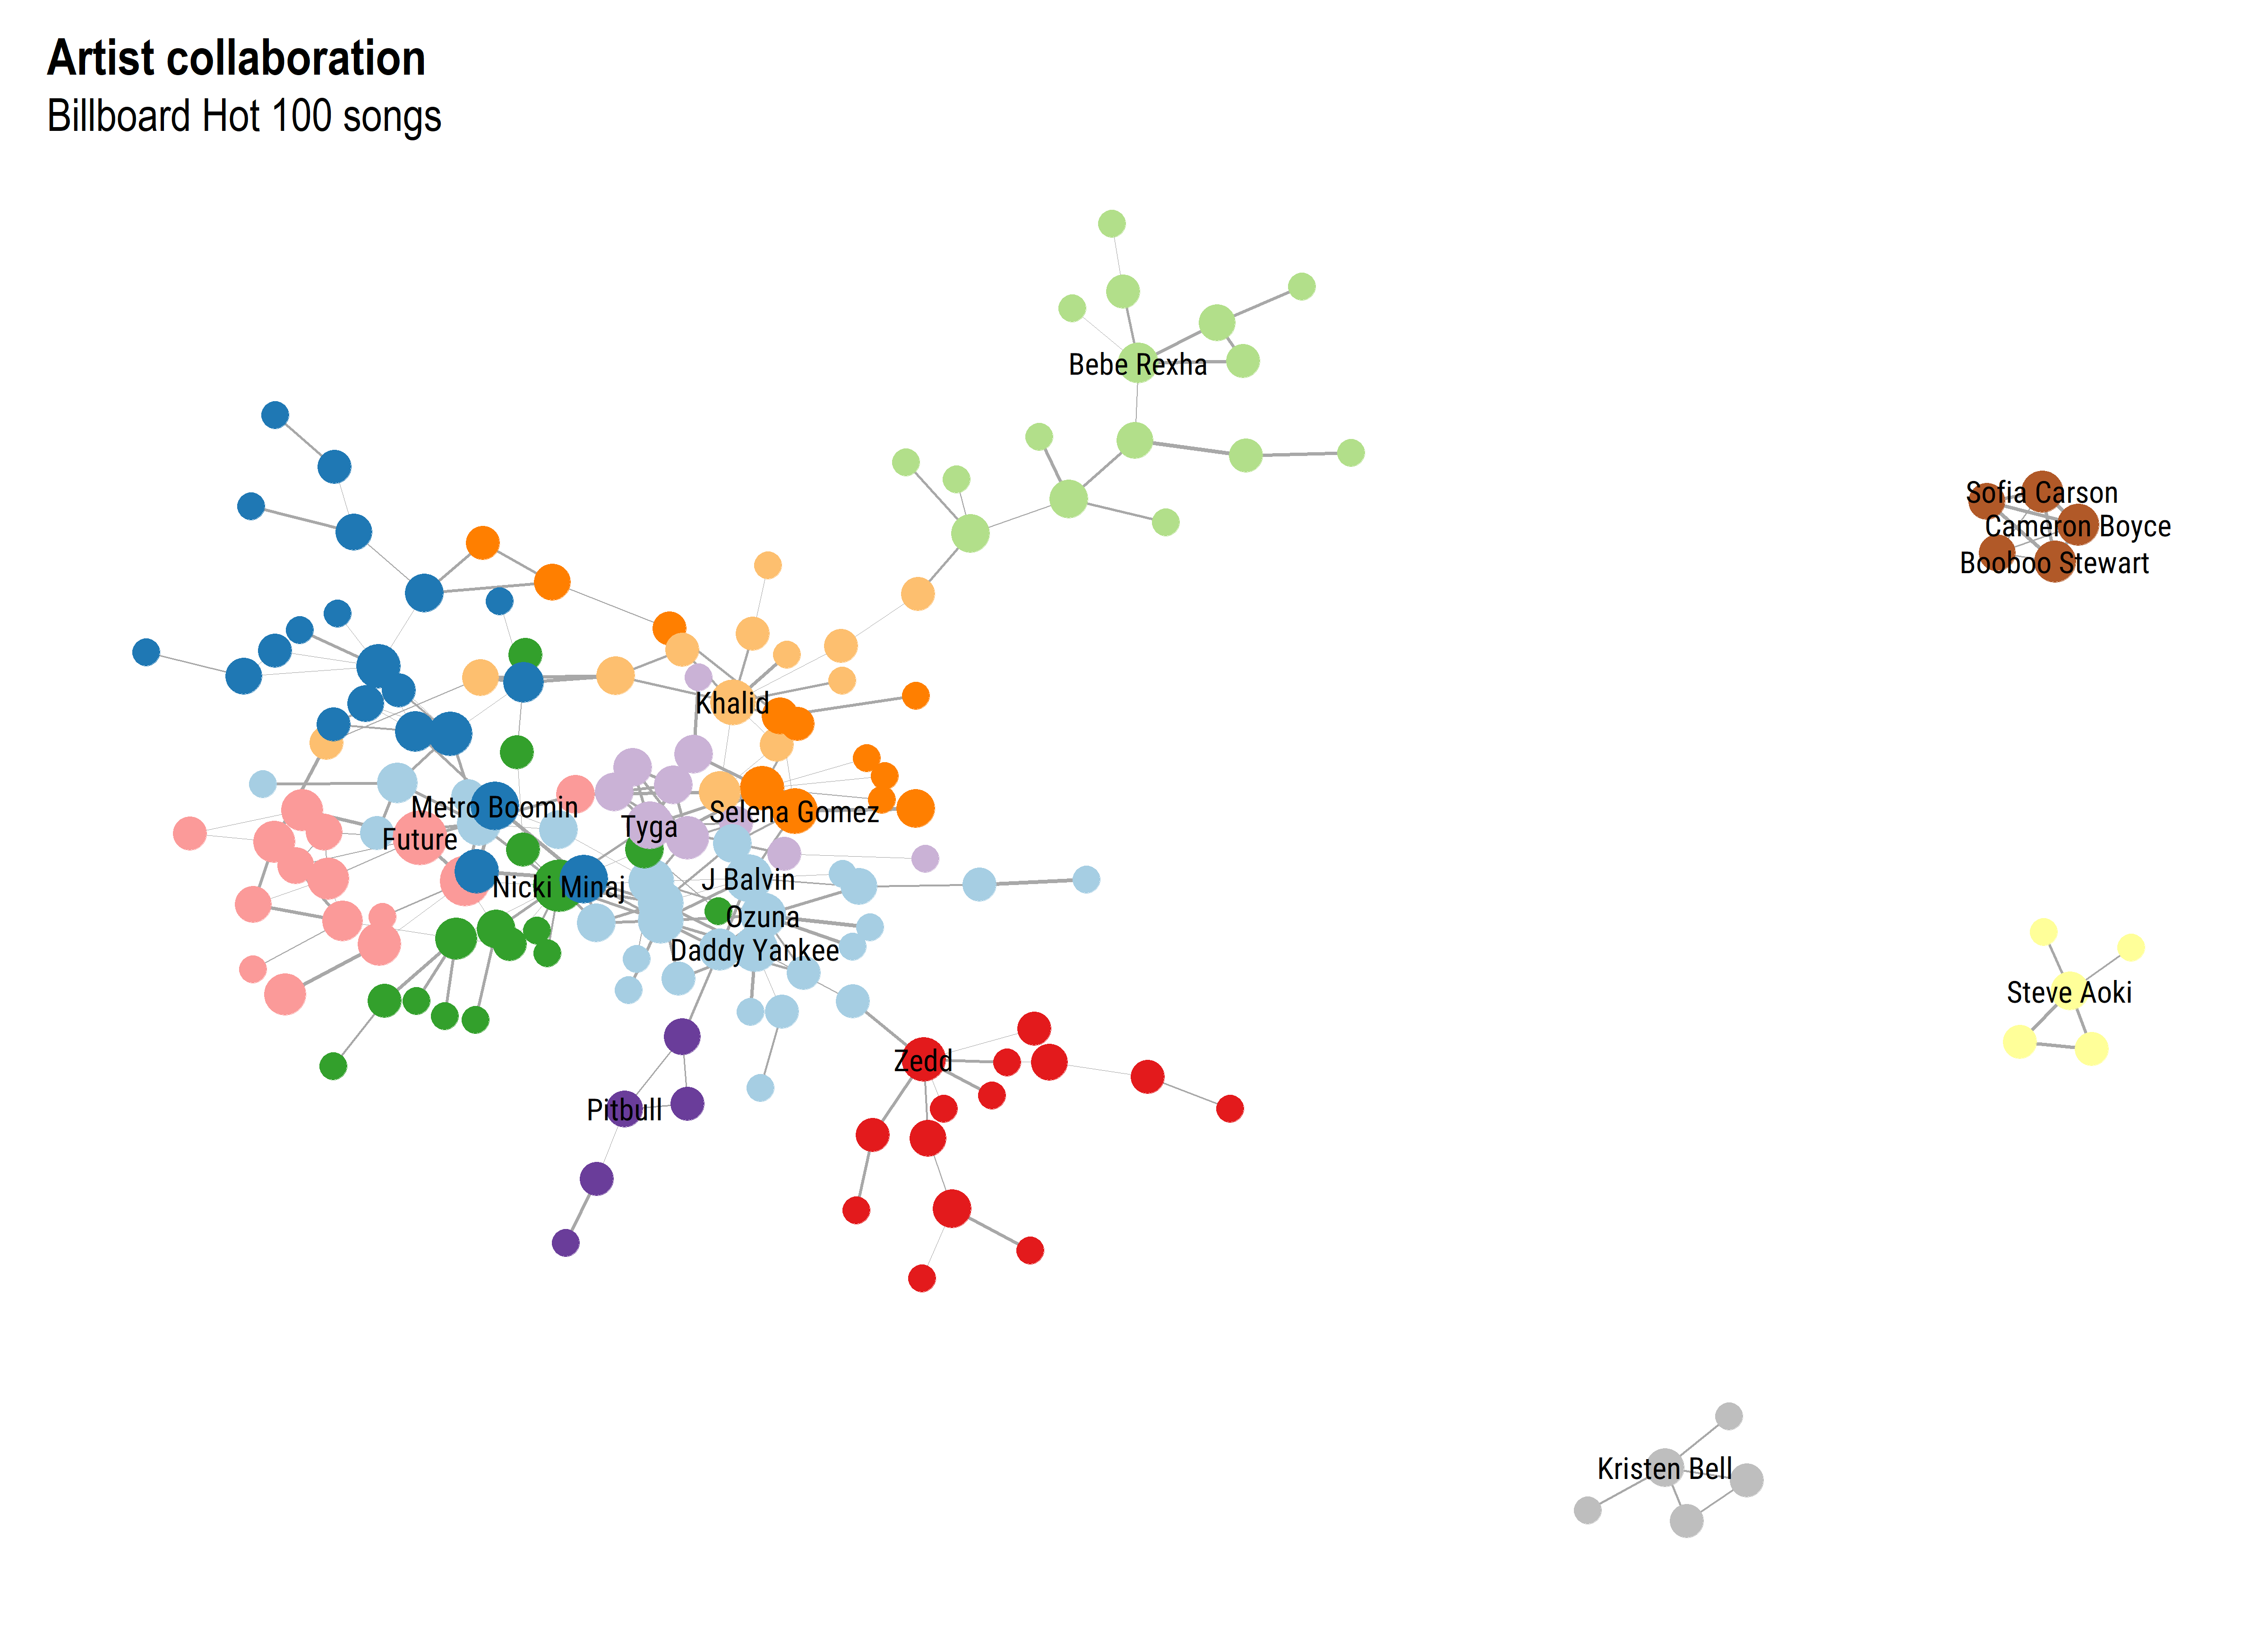 Artist collaboration
Billboard Hot 100 songs
Bebe Rexha
Sofia Carson
Cameron Boyce
Booboo Stewart
Khalid
Metro Boomin
Selena Gomez
Tyga
Future
J Balvin
Nicki Minaj
Ozuna
Daddy Yankee
Steve Aoki
Zedd
Pitbull
Kristen Bell